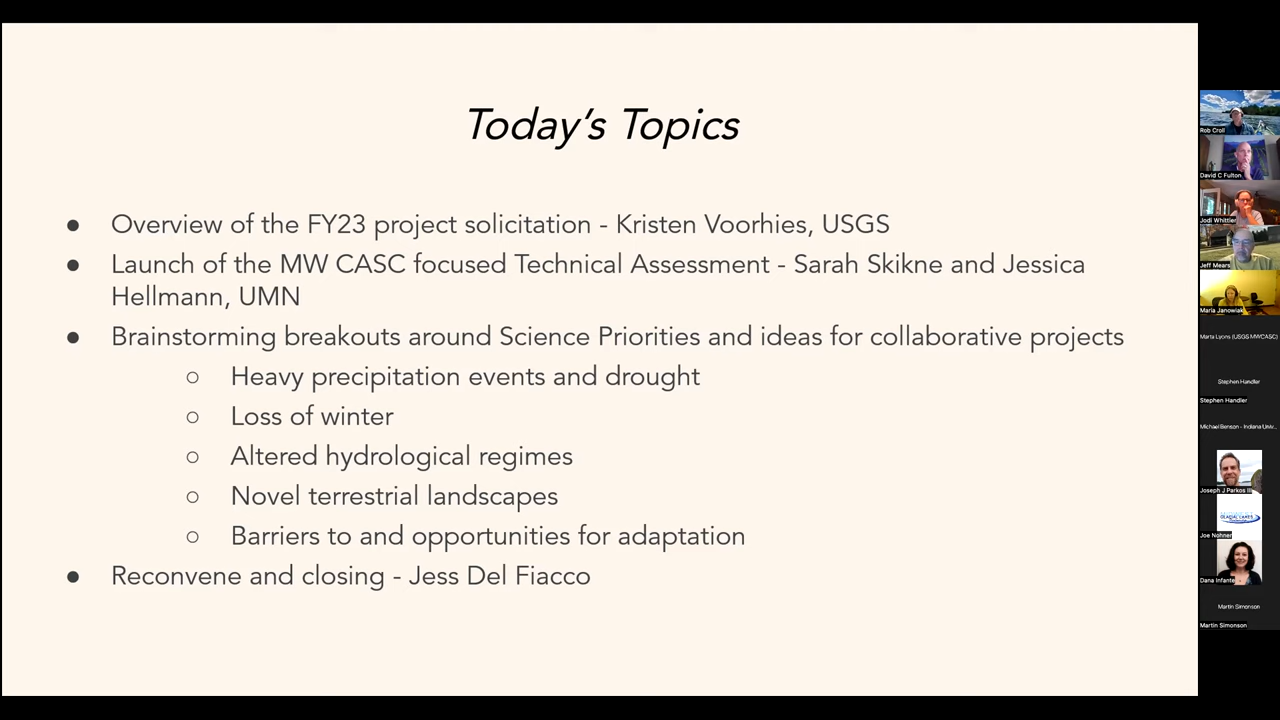 Today's Topics
● Overview of the FY23 project solicitation - Kristen Voorhies, USGS
● Launch of the MW CASC focused Technical Assessment - Sarah Skikne and Jessica
Hellmann, UMN
● Brainstorming breakouts around Science Priorities and ideas for collaborative projects
○ Heavy precipitation events and drought
○ Loss of winter
○ Altered hydrological regimes
○ Novel terrestrial landscapes
○ Barriers to and opportunities for adaptation
● Reconvene and closing - Jess Del Fiacco
Rob Croll
David C Fulton
Jodi Whittier
Jeff Mears
Maria Janowiak
Marta Lyons (USGS MWCASC)
Stephen Handler
Stephen Handler
Michael Benson - Indiana Univ...
Joseph J Parkos III
GLACIAL LAKES
Joe Nohner
Dana Infante
Martin Simonson
Martin Simonson